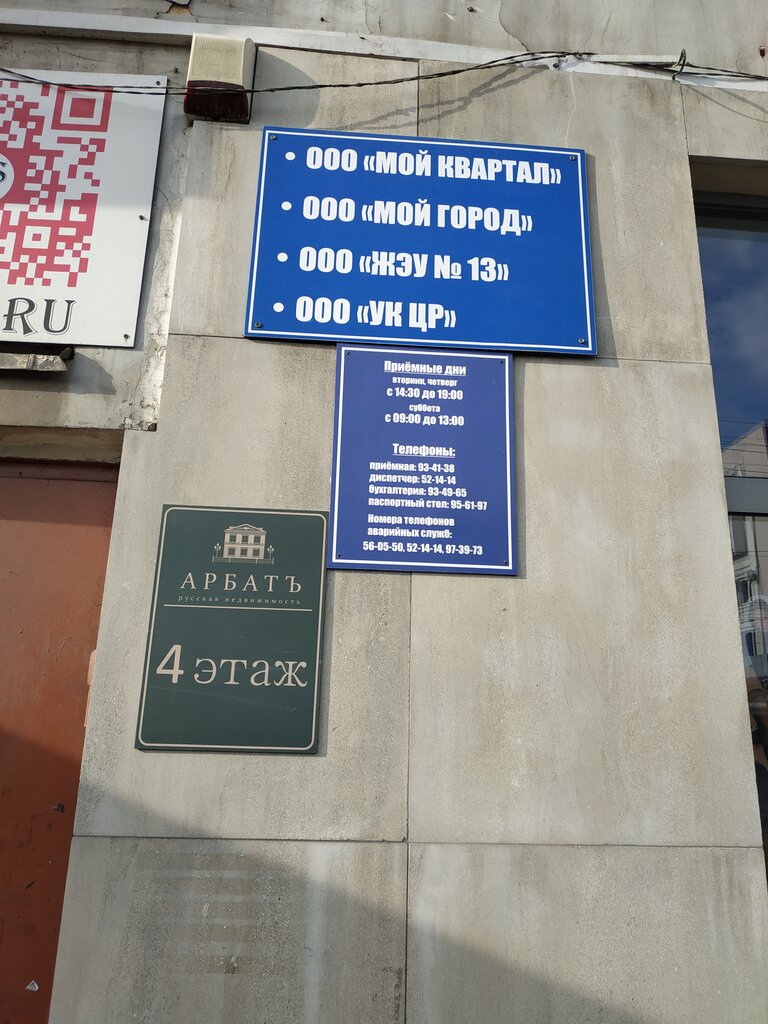 S
RU
• ООО «МОЙ КВАРТАЛ»
• ООО «МОЙ ГОРОД»
• ООО «ЖЭУ № 13»
• ООО «УК ЦР»
Приёмные дни
вторник, четверг
с 14:30 до 19:00
суббота
с 09:00 до 13:00
Телефоны:
приёмная: 93-41-38
диспетчер: 52-14-14
бухгалтерия: 93-49-65
паспортный стол: 95-61-97
Номера телефонов
аварийных служб:
56-05-50, 52-14-14, 97-39-73
АРБАТЪ
русская недвижимость
4 этаж